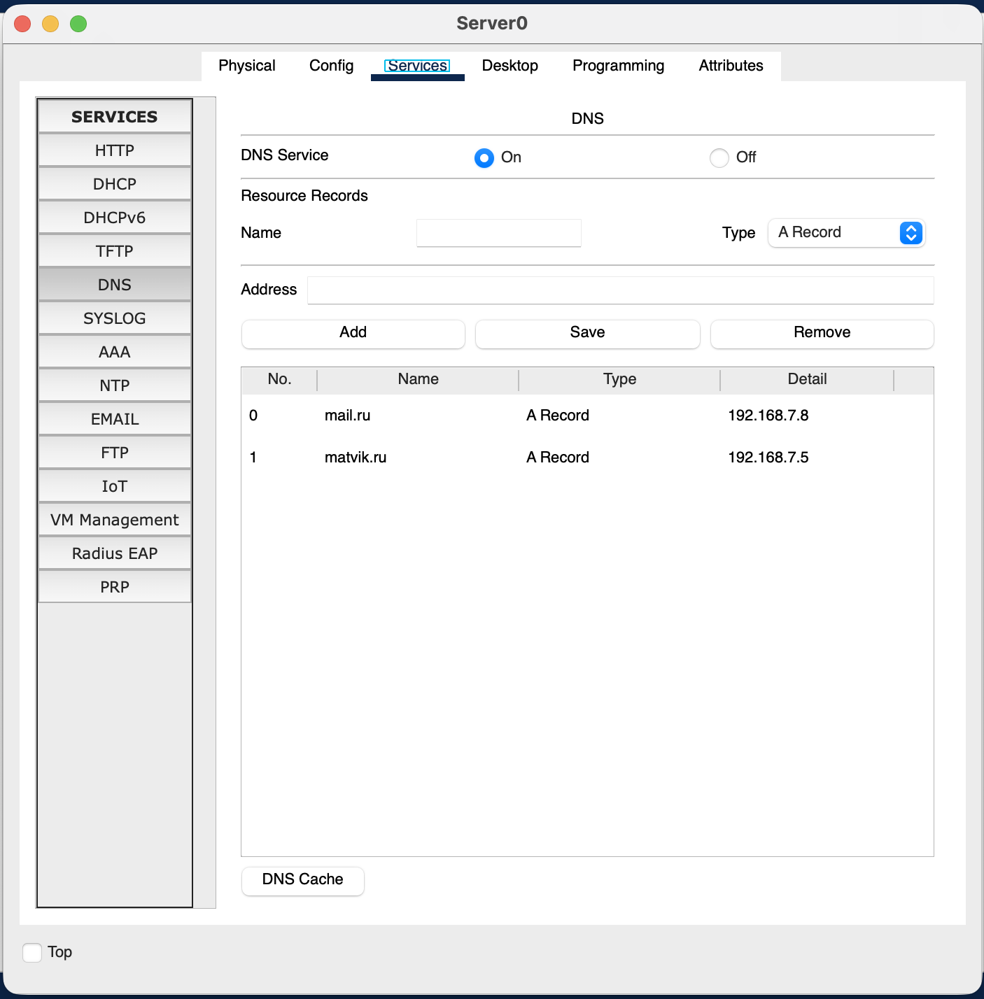 Server0
Physical Config Services Desktop Programming Attributes
SERVICES
HTTP
DHCP
DHCPv6
TFTP
DNS
SYSLOG
AAA
NTP
EMAIL
FTP
IoT
VM Management
Radius EAP
PRP
DNS
DNS Service On Off
Resource Records
Name Type A Record
Address
Add Save Remove
No. Name Type Detail
0 mail.ru A Record 192.168.7.8
1 matvik.ru A Record 192.168.7.5
DNS Cache
Top